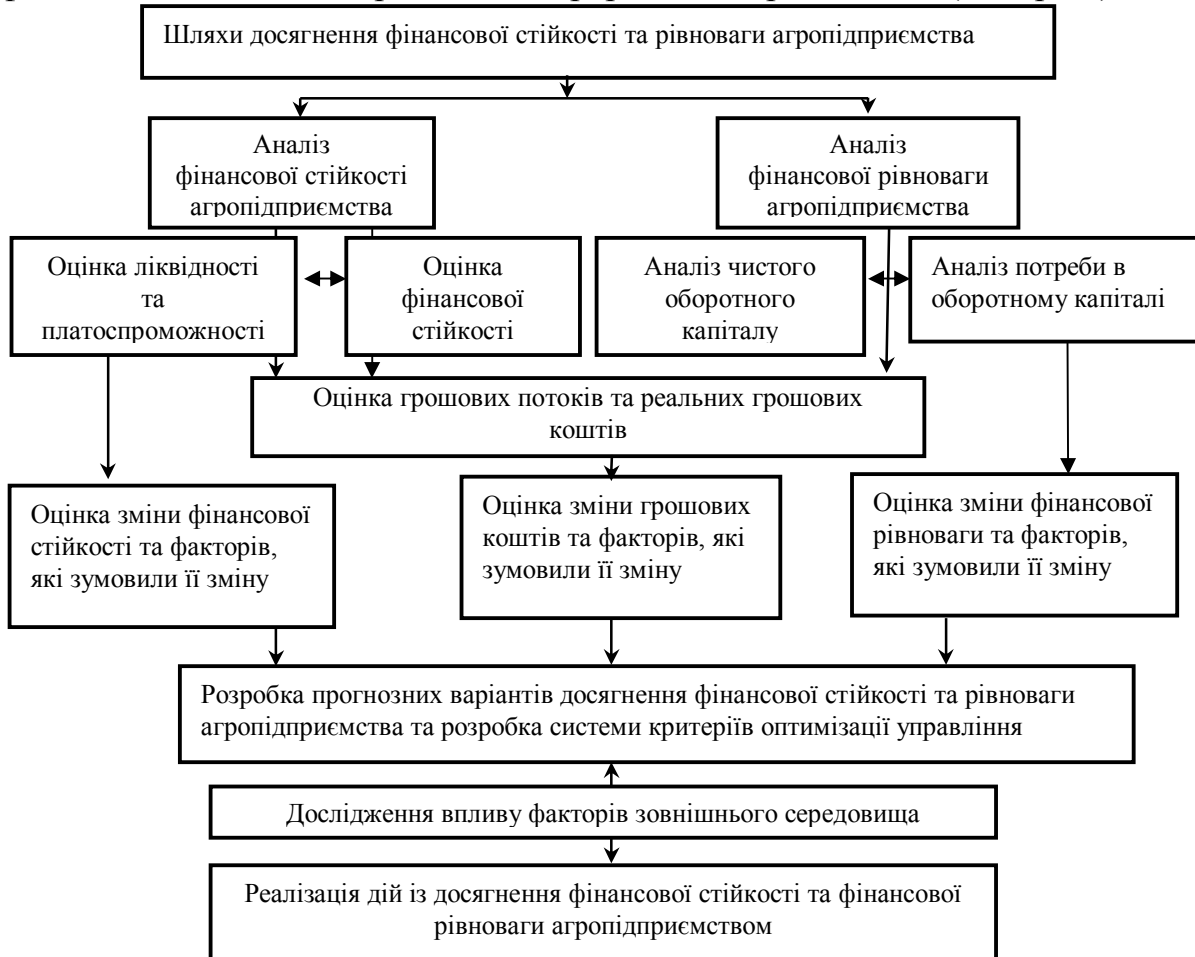 Шляхи досягнення фінансової стійкості та рівноваги агропідприємства
Аналіз
фінансової стійкості
агропідприємства
Аналіз
фінансової рівноваги
агропідприємства
Оцінка ліквідності
та
платоспроможності
Оцінка
фінансової
стійкості
Аналіз чистого
оборотного
капіталу
Аналіз потреби в
оборотному капіталі
Оцінка грошових потоків та реальних грошових
коштів
Оцінка зміни фінансової
стійкості та факторів,
які зумовили її зміну
Оцінка зміни грошових
коштів та факторів, які
зумовили її зміну
Оцінка зміни фінансової
рівноваги та факторів,
які зумовили її зміну
Розробка прогнозних варіантів досягнення фінансової стійкості та рівноваги
агропідприємства та розробка системи критеріїв оптимізації управління
Дослідження впливу факторів зовнішнього середовища
Реалізація дій із досягнення фінансової стійкості та фінансової
рівноваги агропідприємством